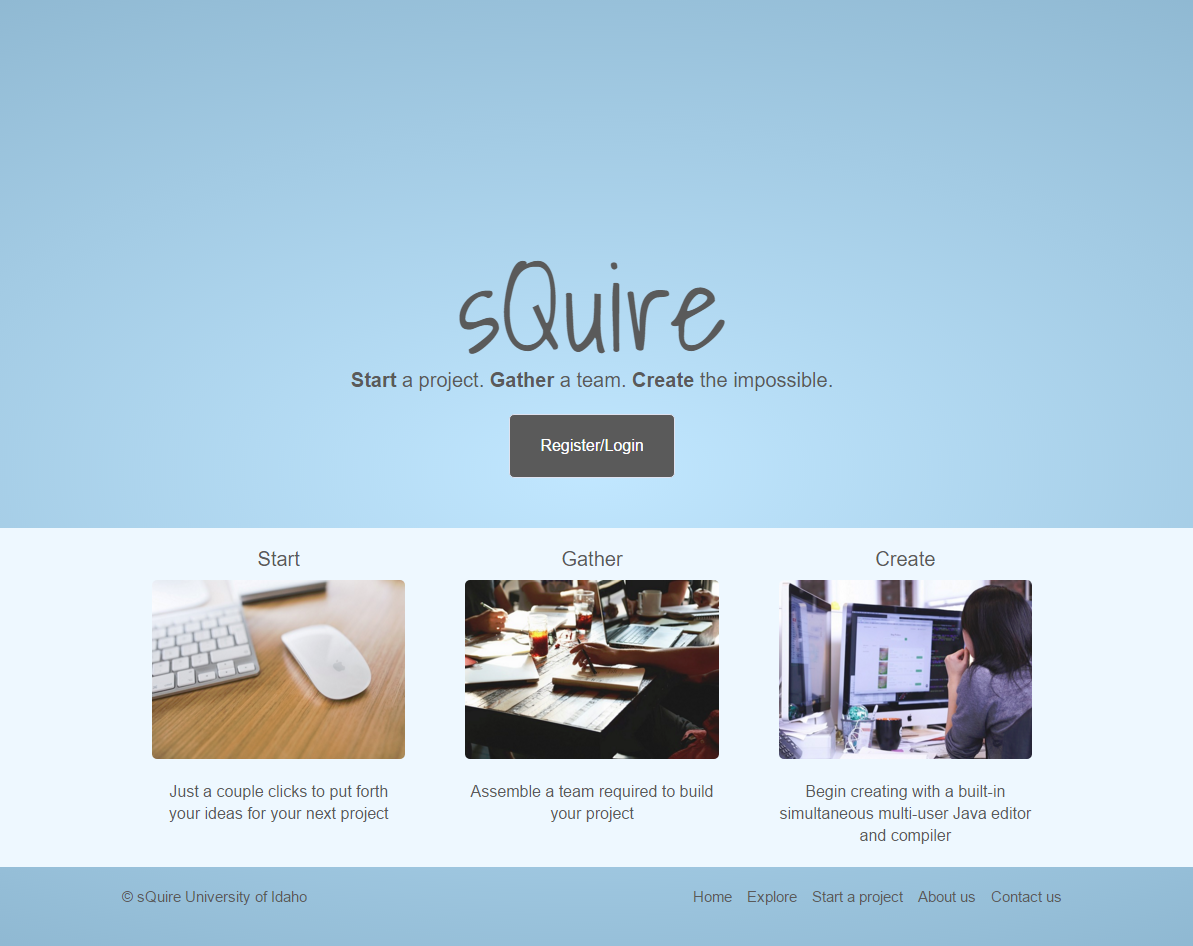 sQuire
Start a project. Gather a team. Create the impossible.
Register/Login
Start
Gather
Create
Just a couple clicks to put forth
your ideas for your next project
Assemble a team required to build
your project
Begin creating with a built-in
simultaneous multi-user Java editor
and compiler
© sQuire University of Idaho
Home Explore Start a project About us Contact us